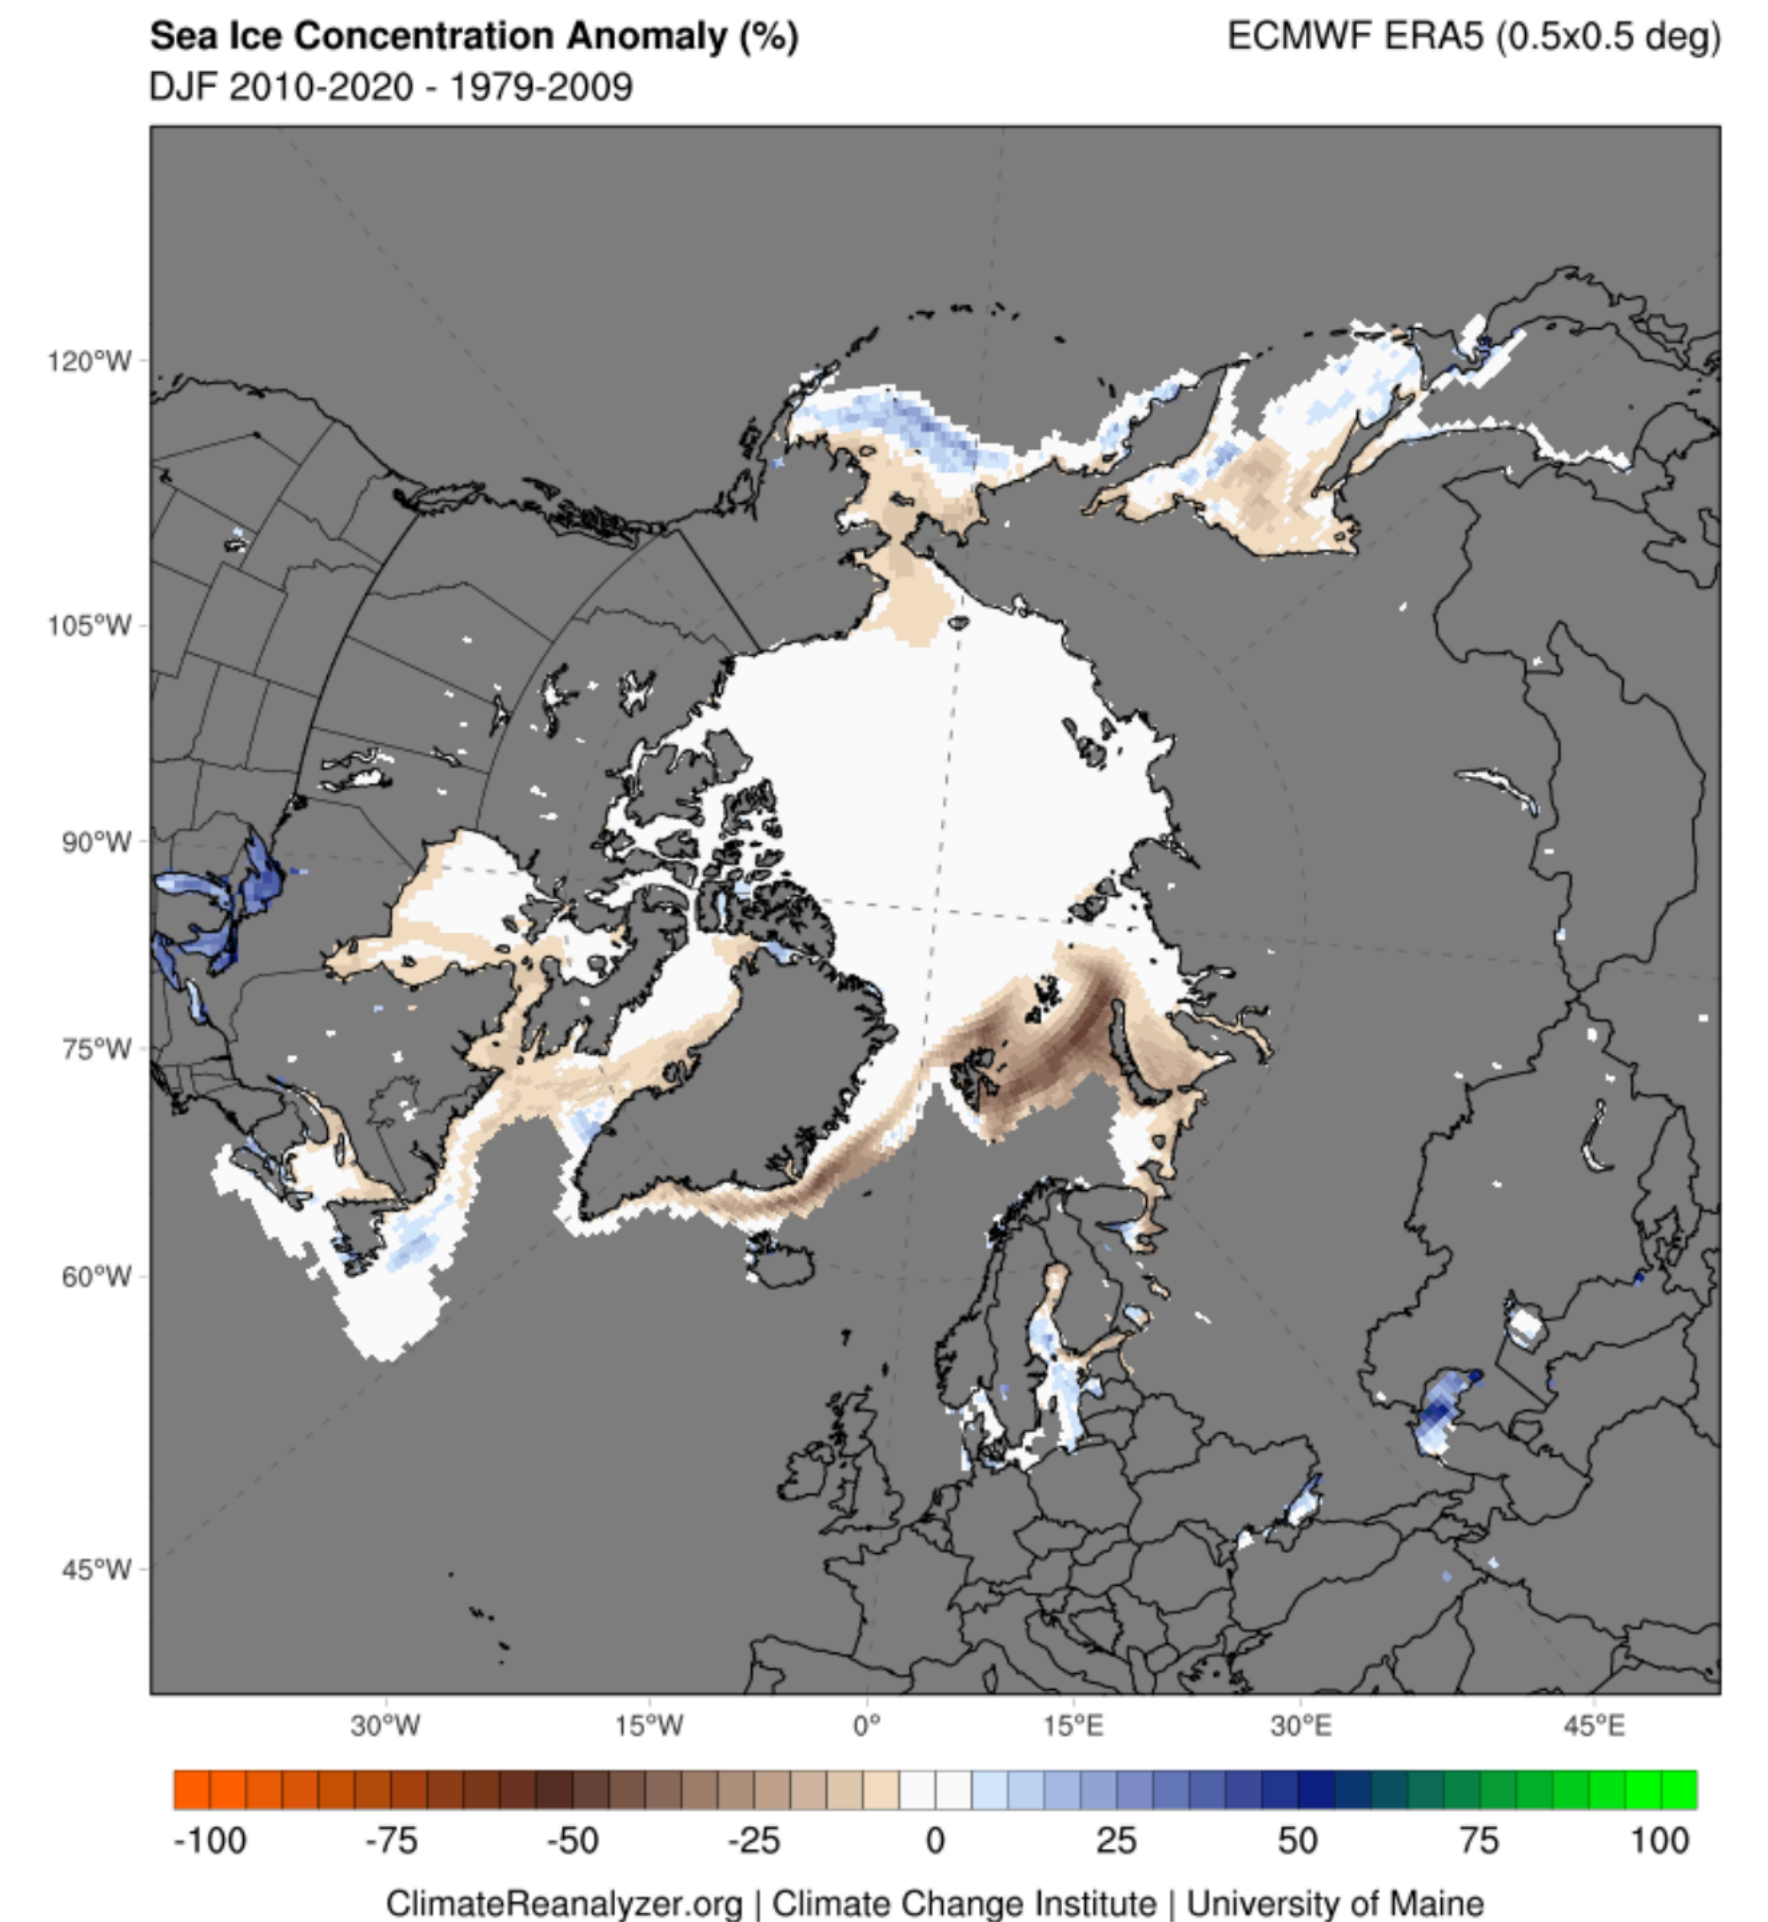 Sea Ice Concentration Anomaly (%) ECMWF ERA5 (0.5x0.5 deg)
DJF 2010-2020 - 1979-2009
120°W
105°W
90°W
75°W
60°W
45°W
30°W 15°W 0° 15°E 30°E 45°E
-100 -75 -50 -25 0 25 50 75 100
ClimateReanalyzer.org | Climate Change Institute | University of Maine